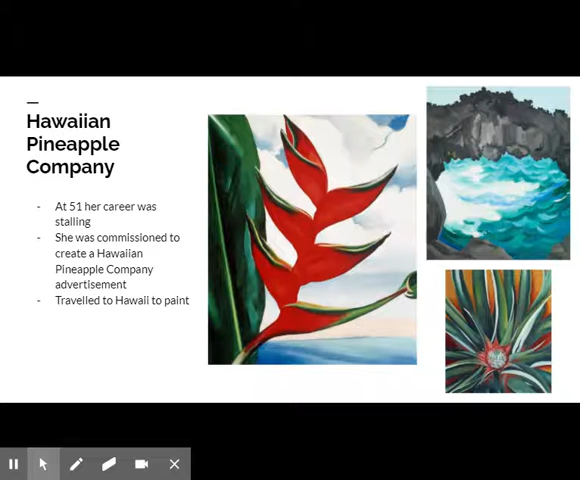 Hawaiian
Pineapple
Company
- At 51 her career was
stalling
- She was commissioned to
create a Hawaiian
Pineapple Company
advertisement
- Travelled to Hawaii to paint